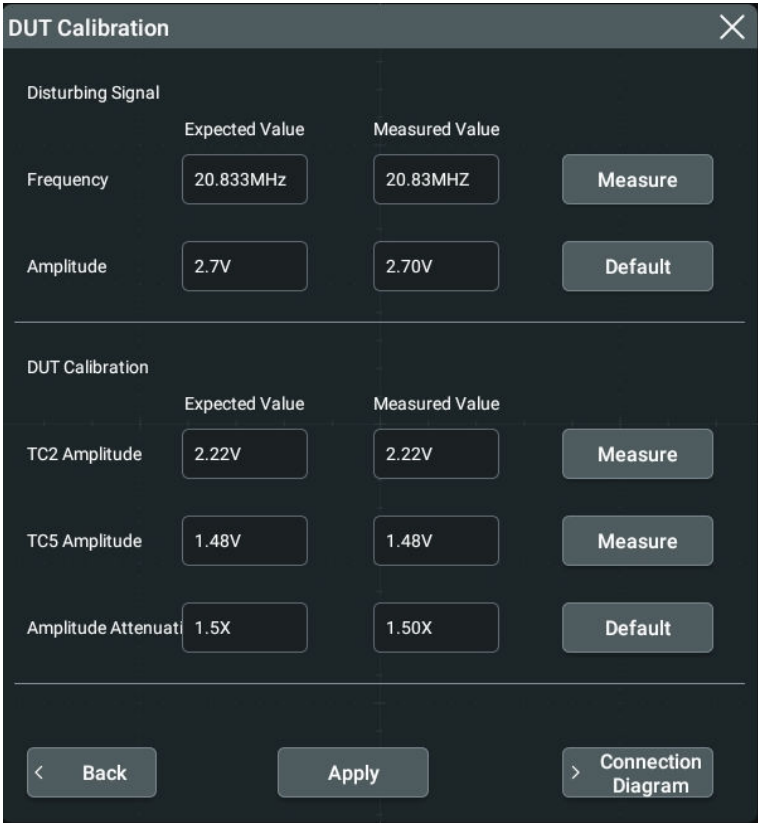 DUT Calibration
Disturbing Signal
Expected Value Measured Value
Frequency 20.833MHz 20.83MHZ Measure
Amplitude 2.7V 2.70V Default
DUT Calibration
Expected Value Measured Value
TC2 Amplitude 2.22V 2.22V Measure
TC5 Amplitude 1.48V 1.48V Measure
Amplitude Attenuati 1.5X 1.50X Default
< Back Apply > Connection
Diagram